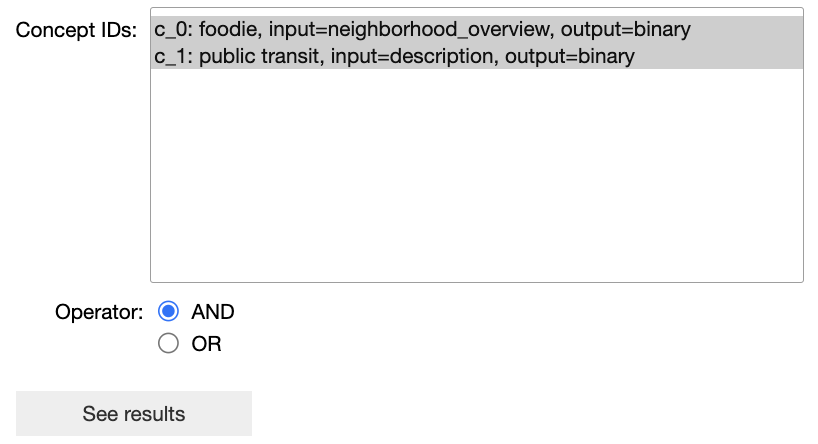 Concept IDs:
c_0: foodie, input=neighborhood_overview, output=binary
c_1: public transit, input=description, output=binary
Operator:
AND
OR
See results